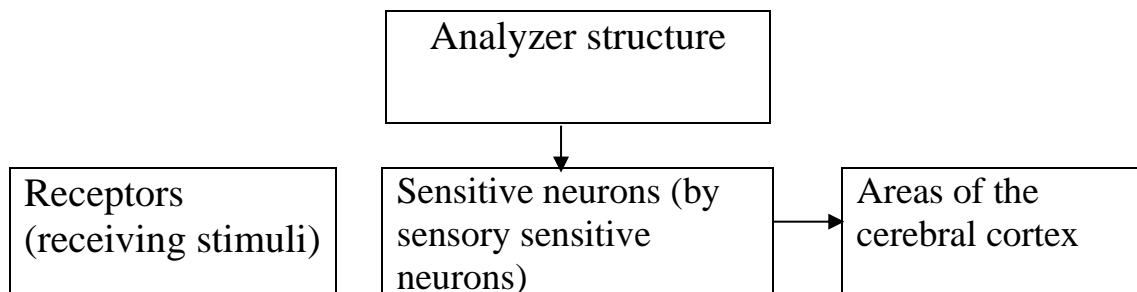 Analyzer structure
Receptors
(receiving stimuli)
Sensitive neurons (by
sensory sensitive
neurons)
Areas of the
cerebral cortex